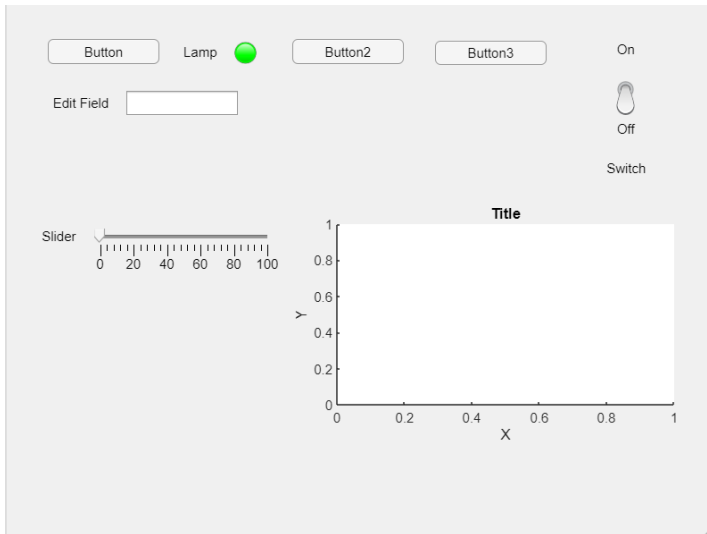 Button Lamp Button2 Button3 On
Edit Field
Off
Switch
Title
Slider
0 20 40 60 80 100
1
0.8
0.6
Y
0.4
0.2
0
0 0.2 0.4 0.6 0.8 1
X